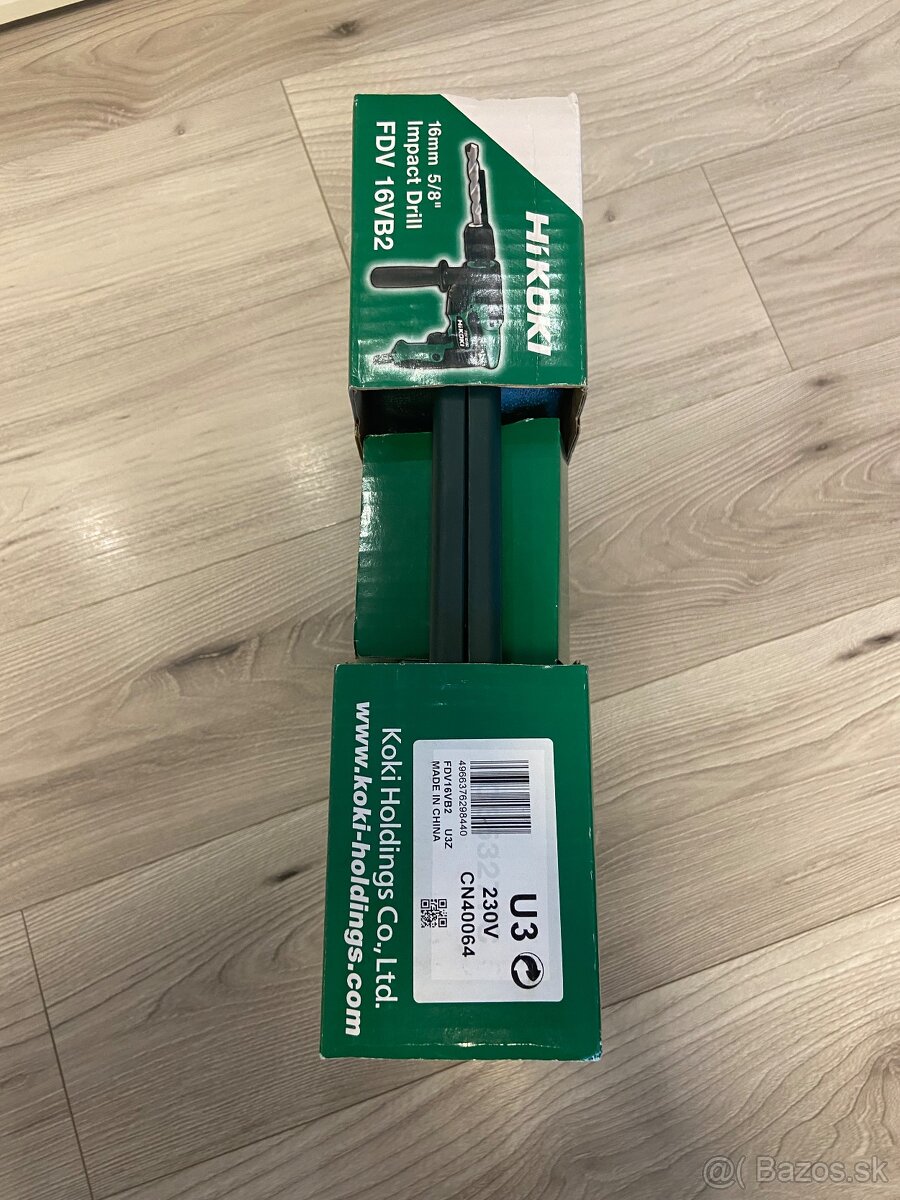 HiKOKI
16mm 5/8"
Impact Drill
FDV 16VB2
HiKOKI
Koki Holdings Co., Ltd.
www.koki-holdings.com
U3
230V
CN40064
4966376298440
FDV16VB2 U3Z
MADE IN CHINA
@( Bazos.sk